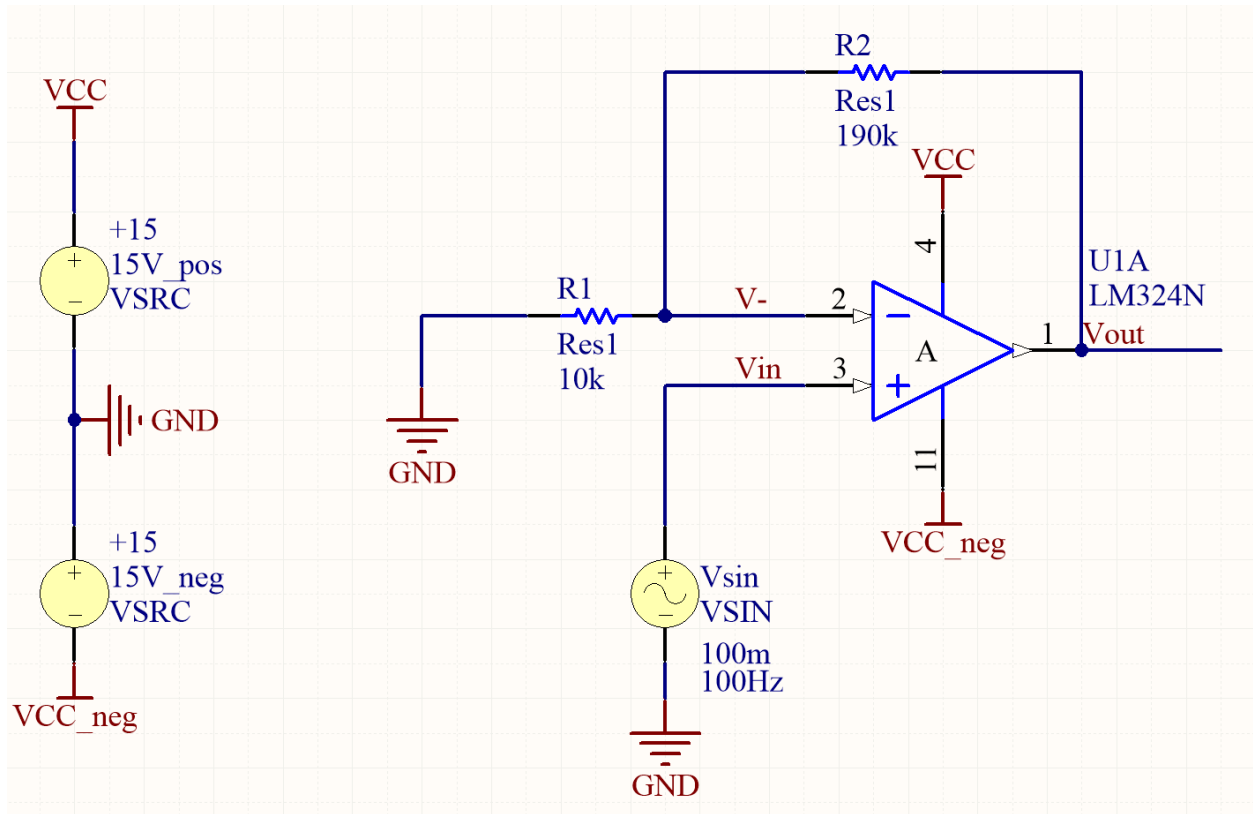 VCC
+15
15V_pos
VSRC
GND
+15
15V_neg
VSRC
VCC_neg
R2
Res1
190k
VCC
4
U1A
LM324N
R1
Res1
10k
V-
2
Vin
3
A
1
Vout
GND
11
VCC_neg
Vsin
VSIN
100m
100Hz
GND